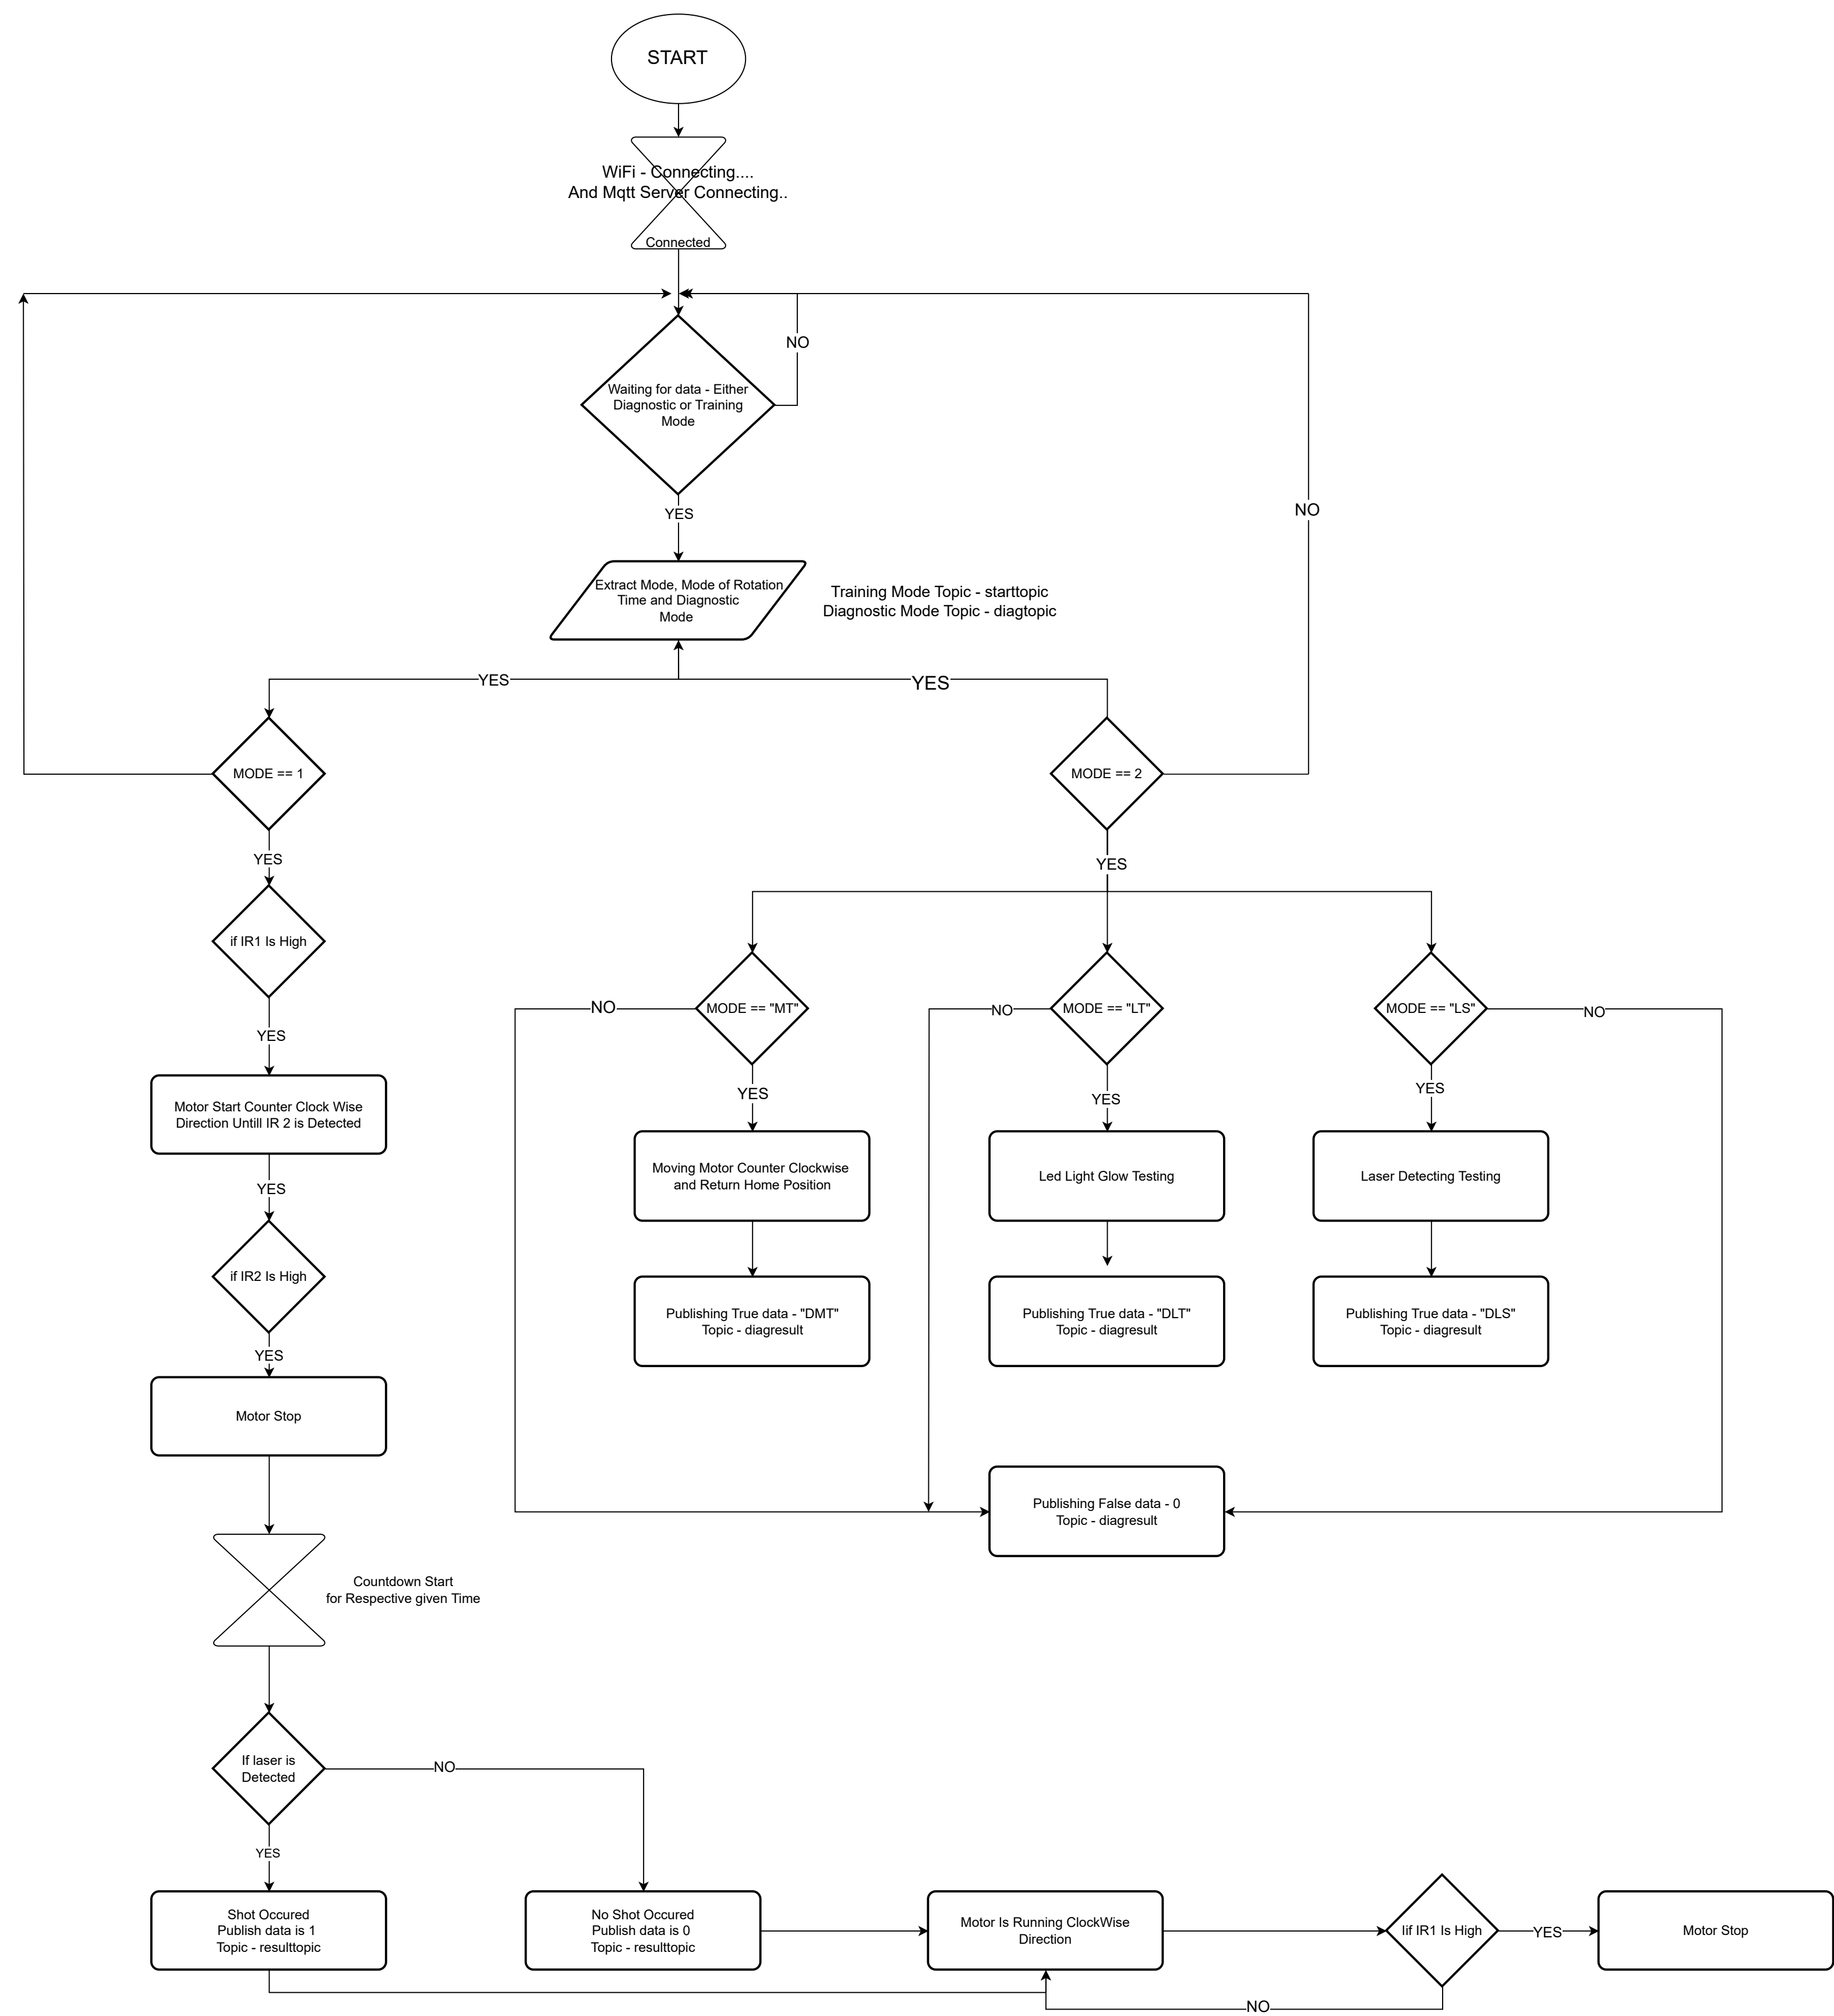 START
WiFi - Connecting....
And Mqtt Server Connecting..
Connected
NO
Waiting for data - Either
Diagnostic or Training
Mode
NO
YES
Extract Mode, Mode of Rotation
Time and Diagnostic
Mode
Training Mode Topic - starttopic
Diagnostic Mode Topic - diagtopic
YES
YES
MODE == 1
MODE == 2
YES
YES
if IR1 Is High
MODE == "MT"
MODE == "LT"
MODE == "LS"
NO
NO
NO
YES
YES
YES
YES
Motor Start Counter Clock Wise
Direction Untill IR 2 is Detected
Moving Motor Counter Clockwise
and Return Home Position
Led Light Glow Testing
Laser Detecting Testing
YES
if IR2 Is High
Publishing True data - "DMT"
Topic - diagresult
Publishing True data - "DLT"
Topic - diagresult
Publishing True data - "DLS"
Topic - diagresult
YES
Motor Stop
Publishing False data - 0
Topic - diagresult
Countdown Start
for Respective given Time
If laser is
Detected
NO
YES
Shot Occured
Publish data is 1
Topic - resulttopic
No Shot Occured
Publish data is 0
Topic - resulttopic
Motor Is Running ClockWise
Direction
Iif IR1 Is High
YES
Motor Stop
NO